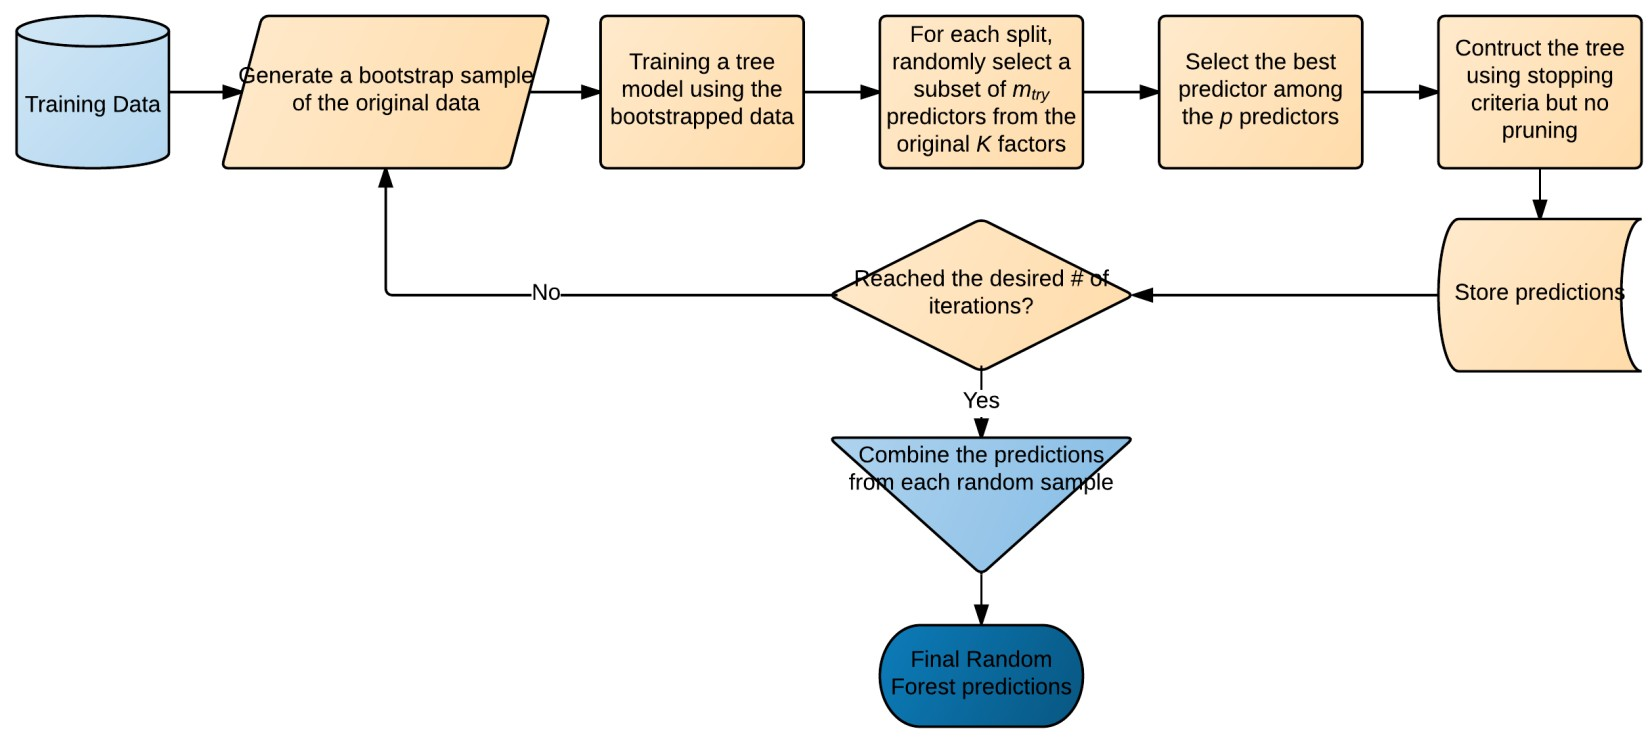 Training Data
Generate a bootstrap sample
of the original data
Training a tree
model using the
bootstrapped data
For each split,
randomly select a
subset of mtry
predictors from the
original K factors
Select the best
predictor among
the p predictors
Contruct the tree
using stopping
criteria but no
pruning
Store predictions
Reached the desired # of
iterations?
No
Yes
Combine the predictions
from each random sample
Final Random
Forest predictions